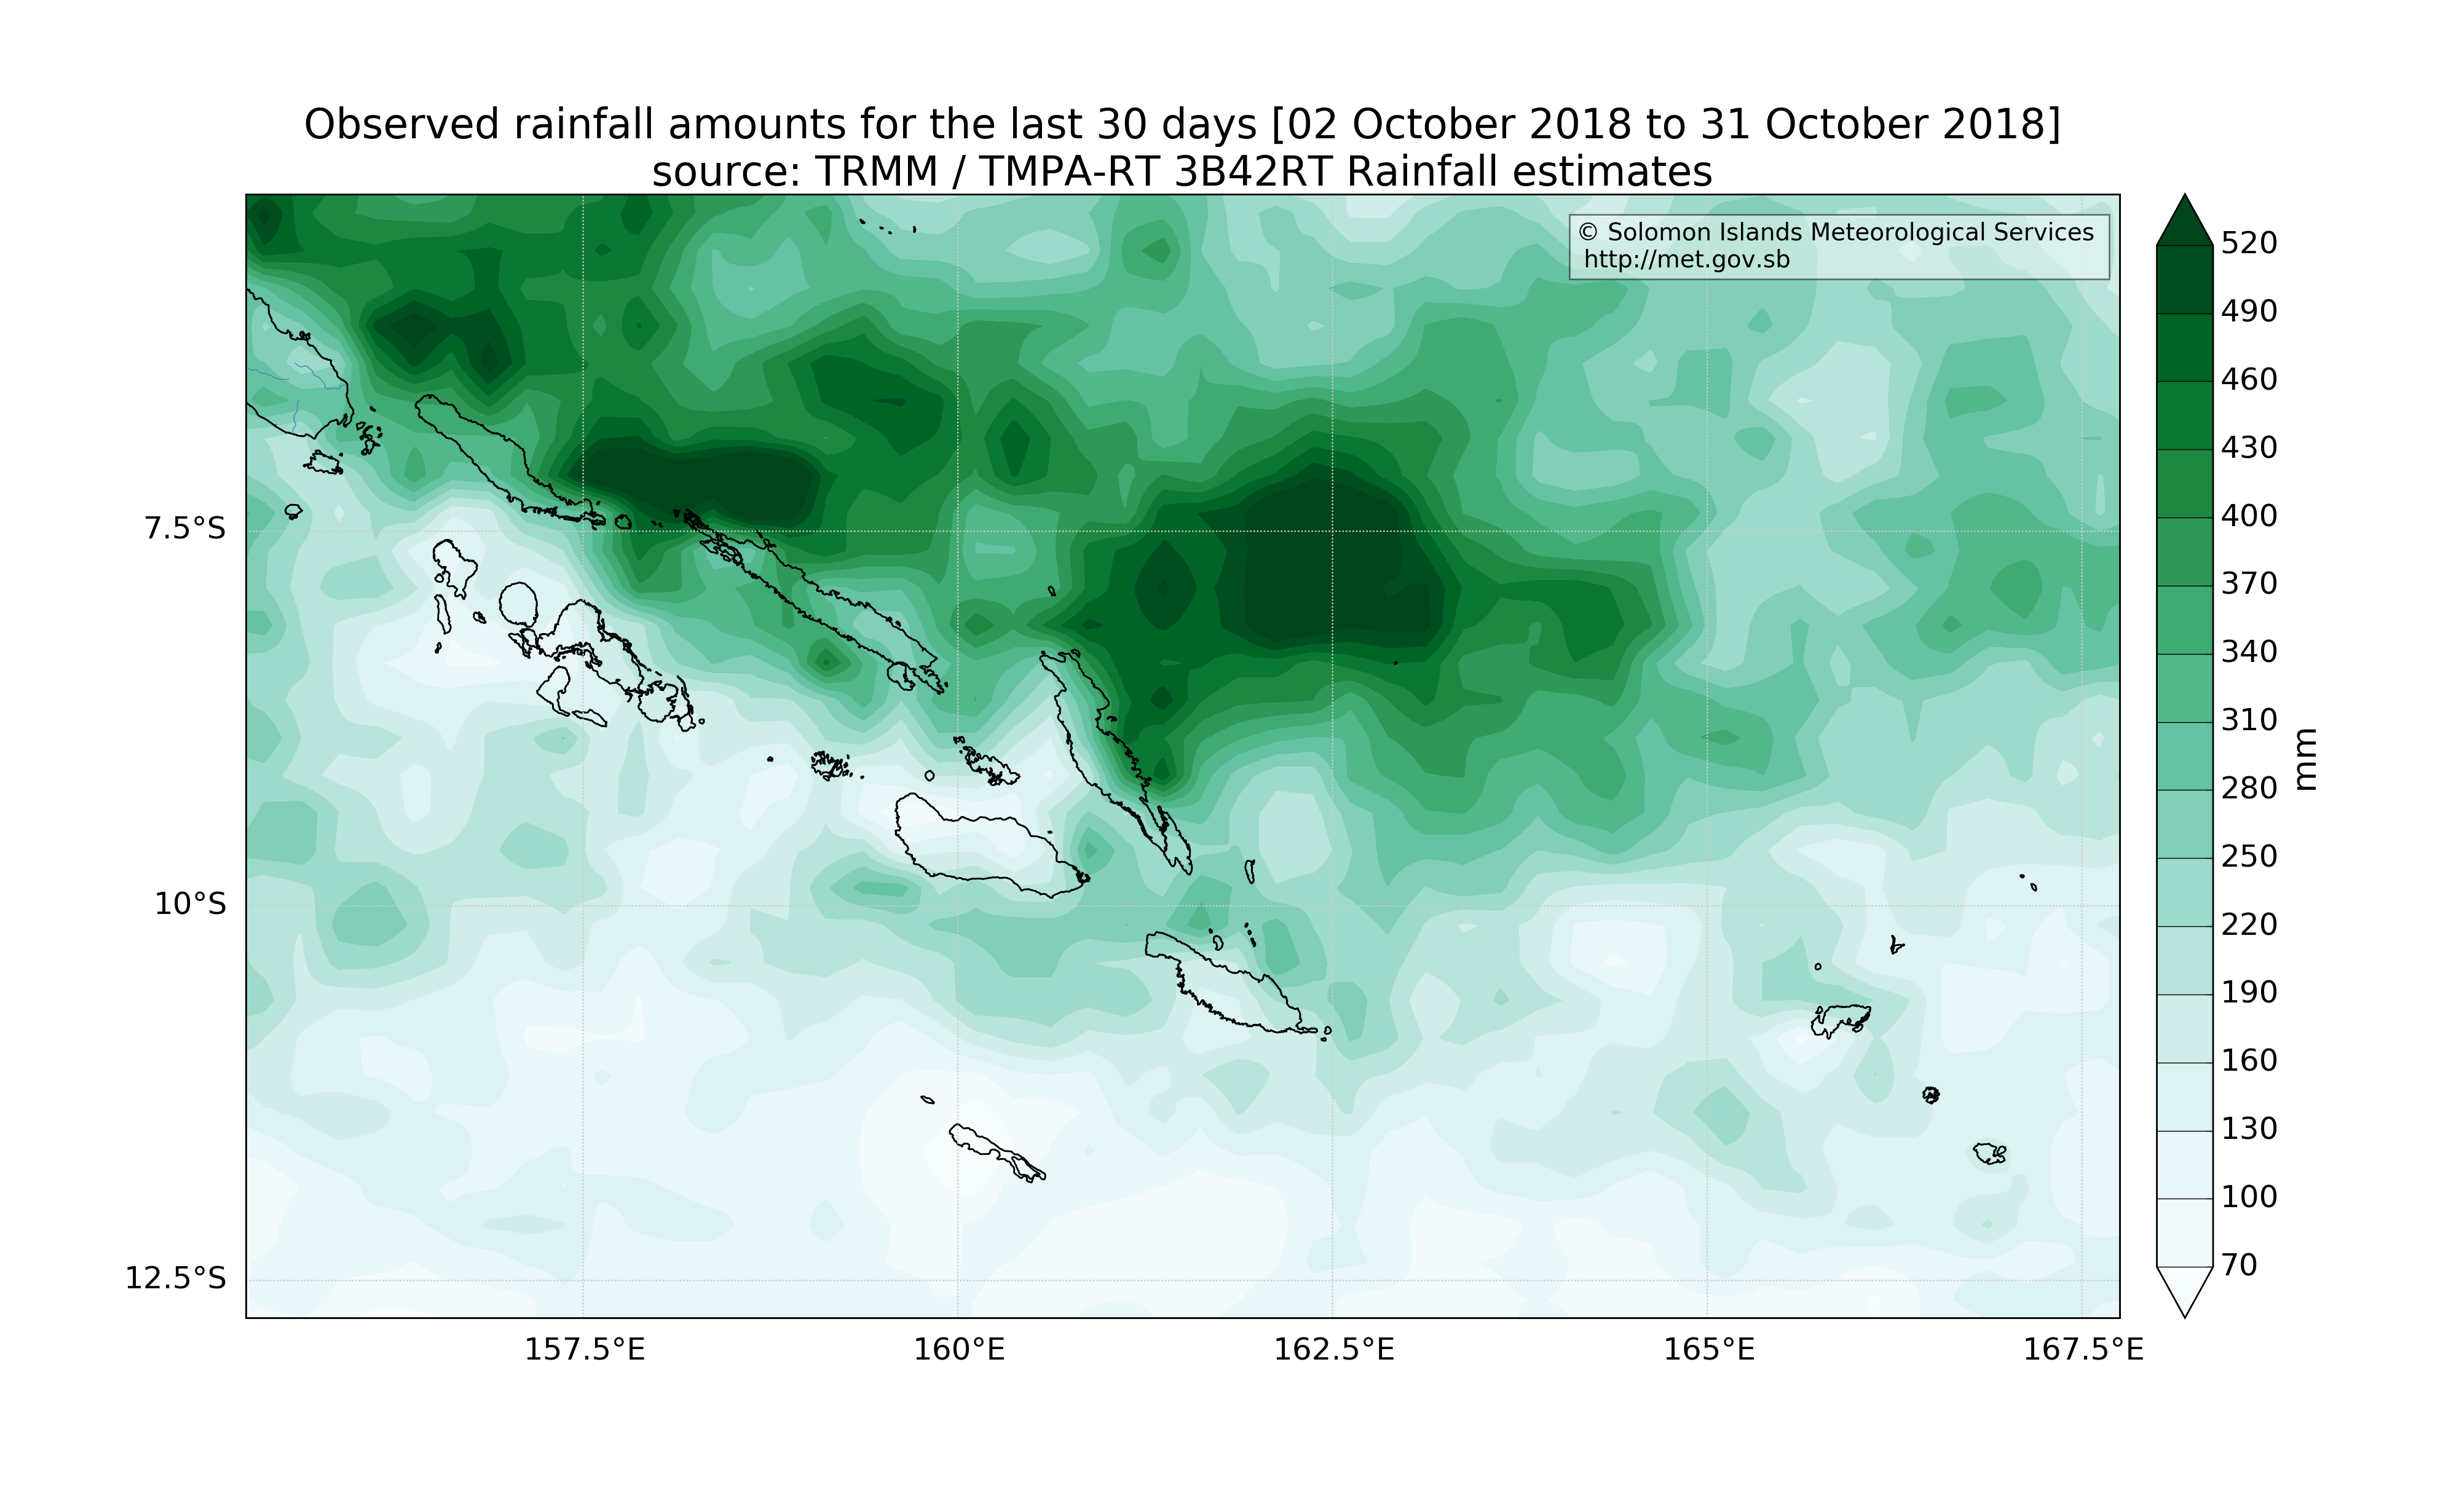 Observed rainfall amounts for the last 30 days [02 October 2018 to 31 October 2018]
source: TRMM / TMPA-RT 3B42RT Rainfall estimates
© Solomon Islands Meteorological Services
http://met.gov.sb
7.5°S
10°S
12.5°S
157.5°E
160°E
162.5°E
165°E
167.5°E
520
490
460
430
400
370
340
310
280
250
220
190
160
130
100
70
mm